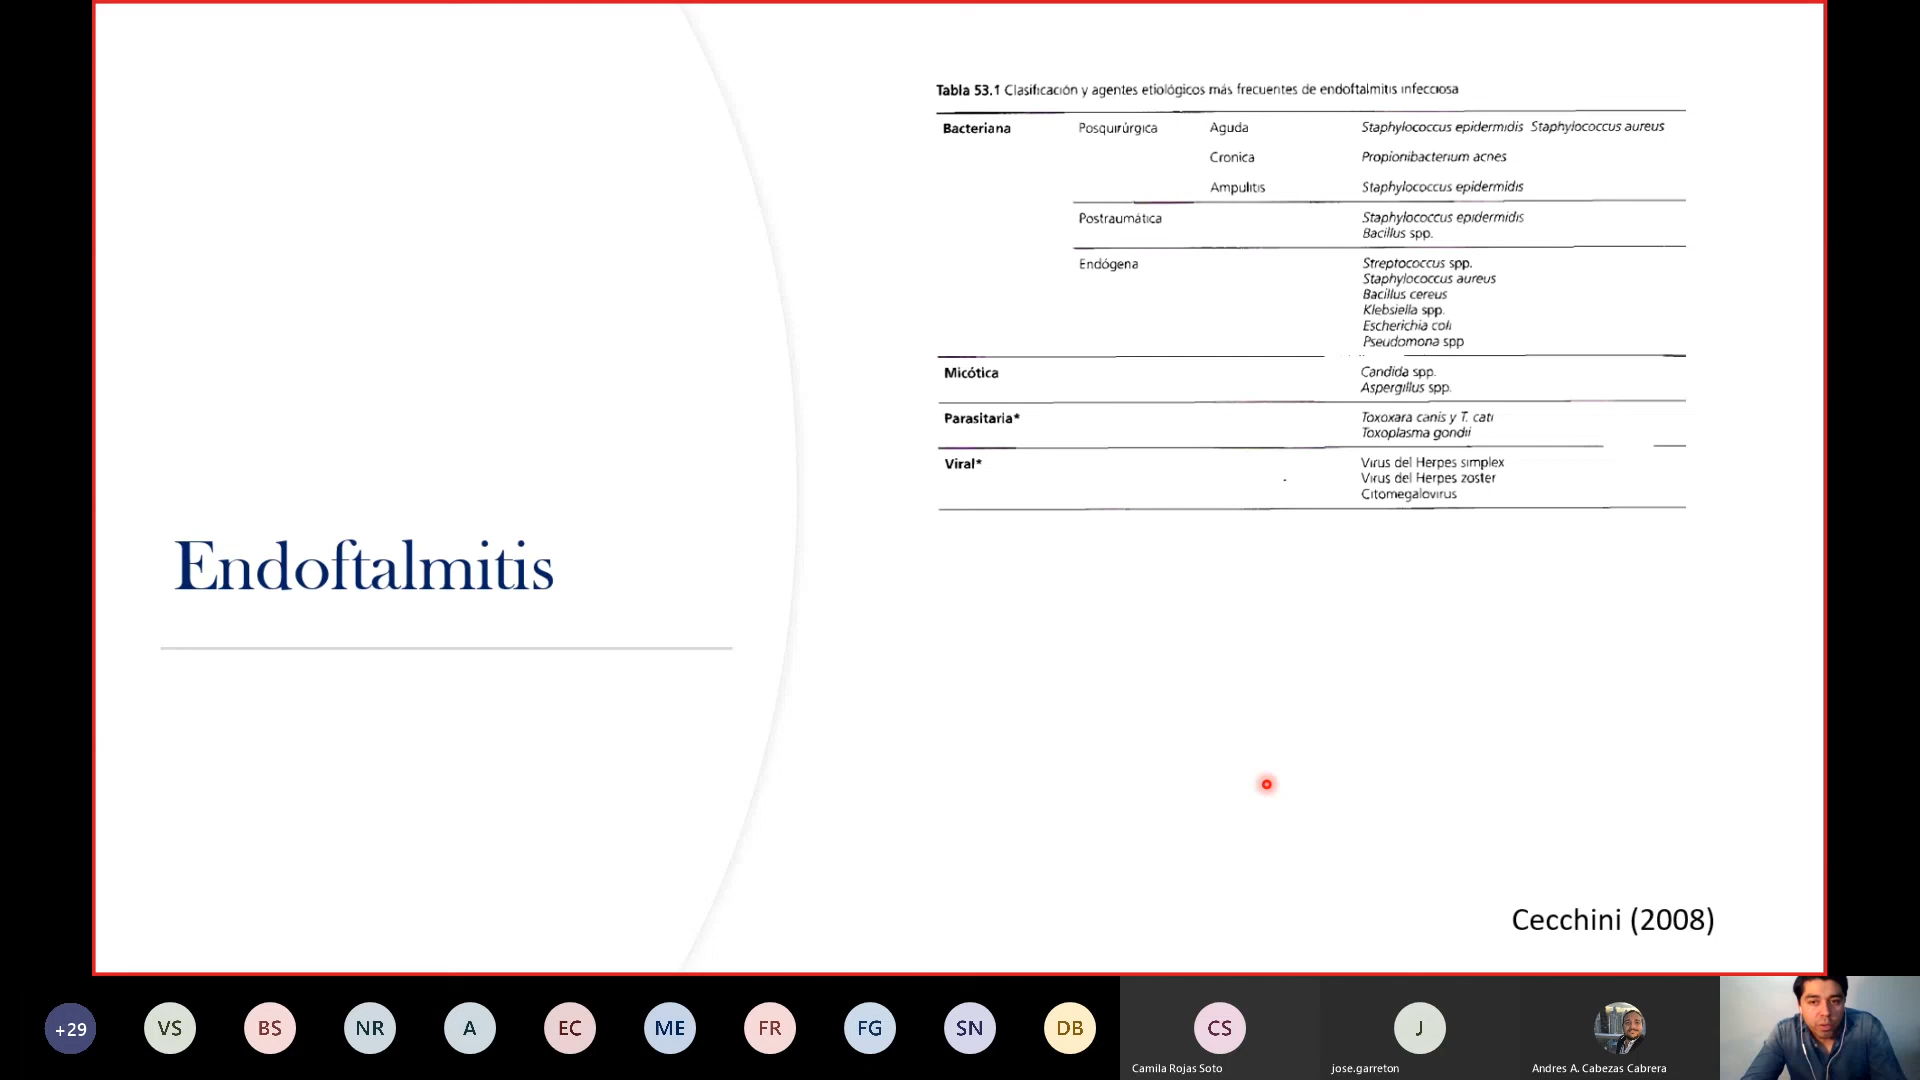 Endoftalmitis
Tabla 53.1 Clasificación y agentes etiológicos más frecuentes de endoftalmitis infecciosa
Bacteriana Posquirúrgica Aguda Staphylococcus epidermidis Staphylococcus aureus
Cronica Propionibacterium acnes
Ampulitis Staphylococcus epidermidis
Postraumática Staphylococcus epidermidis
Bacillus spp.
Endógena Streptococcus spp.
Staphylococcus aureus
Bacillus cereus
Klebsiella spp.
Escherichia coli
Pseudomona spp
Micótica Candida spp.
Aspergillus spp.
Parasitaria* Toxoxara canis y T. cati
Toxoplasma gondii
Viral* Virus del Herpes simplex
Virus del Herpes zoster
Citomegalovirus
Cecchini (2008)
+29 VS BS NR A EC ME FR FG SN DB CS J
Camila Rojas Soto jose.garreton Andres A. Cabezas Cabrera